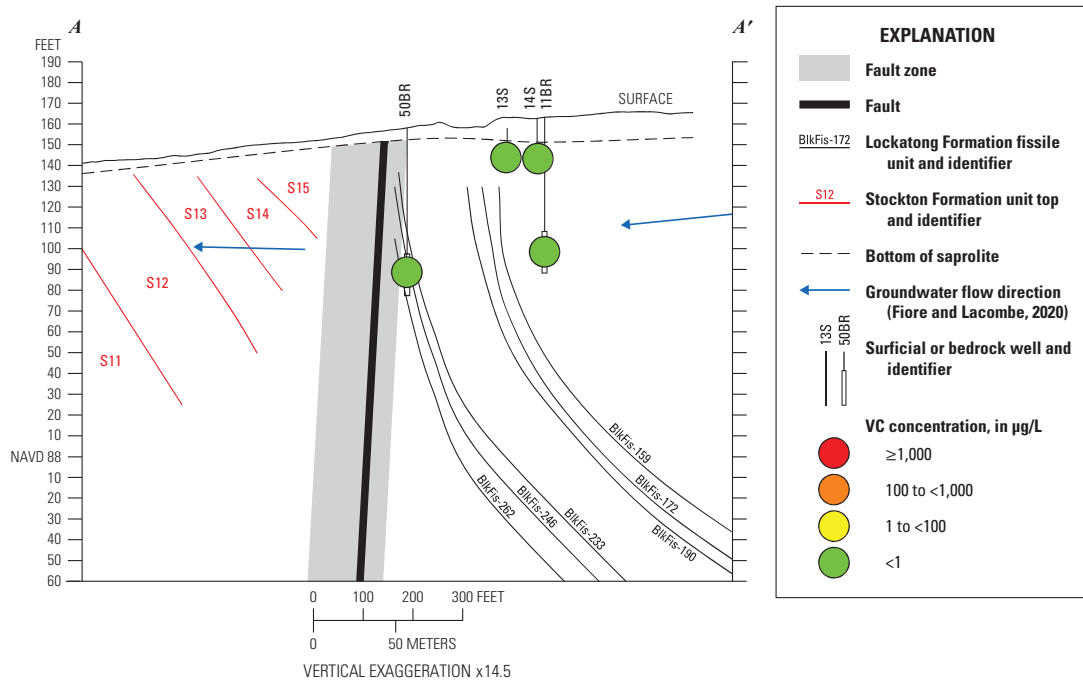 A
A′
FEET
190
180
170
160
150
140
130
120
110
100
90
80
70
60
50
40
30
20
10
NAVD 88
10
20
30
40
50
60
50BR
13S
14S
11BR
SURFACE
S15
S13
S14
S12
S11
BlkFis-159
BlkFis-172
BlkFis-190
BlkFis-233
BlkFis-246
BlkFis-262
0 100 200 300 FEET
0 50 METERS
VERTICAL EXAGGERATION x14.5
EXPLANATION
Fault zone
Fault
BlkFis-172
Lockatong Formation fissile
unit and identifier
S12
Stockton Formation unit top
and identifier
Bottom of saprolite
Groundwater flow direction
(Fiore and Lacombe, 2020)
13S
50BR
Surficial or bedrock well and
identifier
VC concentration, in µg/L
≥1,000
100 to <1,000
1 to <100
<1